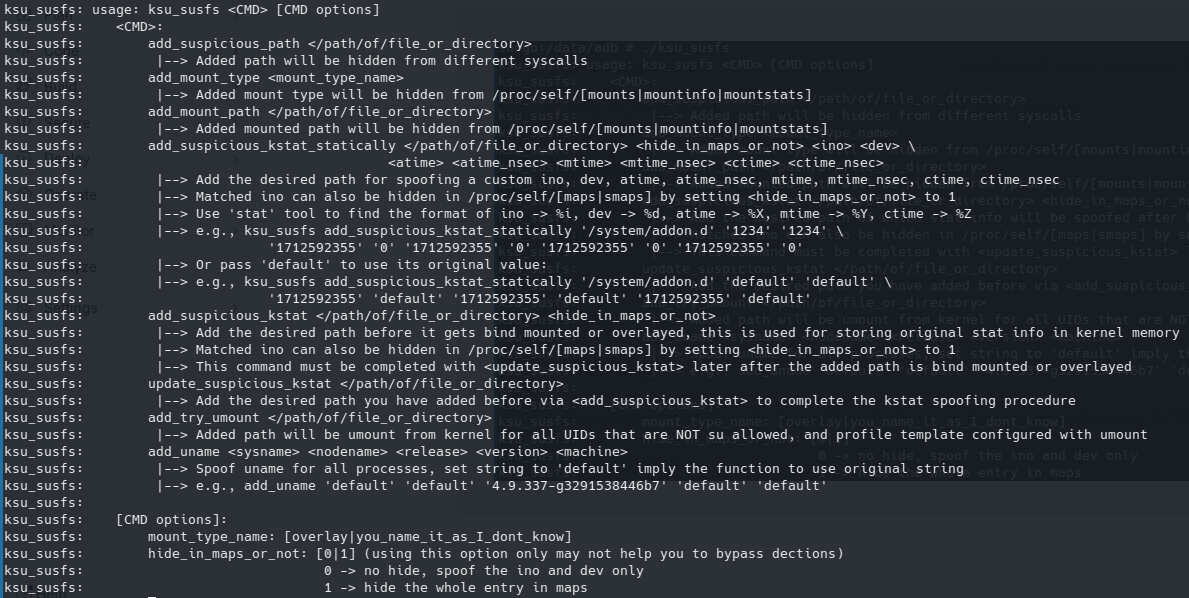 ksu_susfs: usage: ksu_susfs <CMD> [CMD options]
ksu_susfs:    <CMD>:
ksu_susfs:        add_suspicious_path </path/of/file_or_directory>
ksu_susfs:         |--> Added path will be hidden from different syscalls
ksu_susfs:        add_mount_type <mount_type_name>
ksu_susfs:         |--> Added mount type will be hidden from /proc/self/[mounts|mountinfo|mountstats]
ksu_susfs:        add_mount_path </path/of/file_or_directory>
ksu_susfs:         |--> Added mounted path will be hidden from /proc/self/[mounts|mountinfo|mountstats]
ksu_susfs:        add_suspicious_kstat_statically </path/of/file_or_directory> <hide_in_maps_or_not> <ino> <dev> \
ksu_susfs:                                      <atime> <atime_nsec> <mtime> <mtime_nsec> <ctime> <ctime_nsec>
ksu_susfs:         |--> Add the desired path for spoofing a custom ino, dev, atime, atime_nsec, mtime, mtime_nsec, ctime, ctime_nsec
ksu_susfs:         |--> Matched ino can also be hidden in /proc/self/[maps|smaps] by setting <hide_in_maps_or_not> to 1
ksu_susfs:         |--> Use 'stat' tool to find the format of ino -> %i, dev -> %d, atime -> %X, mtime -> %Y, ctime -> %Z
ksu_susfs:         |--> e.g., ksu_susfs add_suspicious_kstat_statically '/system/addon.d' '1234' '1234' \
ksu_susfs:                       '1712592355' '0' '1712592355' '0' '1712592355' '0' '1712592355' '0'
ksu_susfs:         |--> Or pass 'default' to use its original value:
ksu_susfs:         |--> e.g., ksu_susfs add_suspicious_kstat_statically '/system/addon.d' 'default' 'default' \
ksu_susfs:                       '1712592355' 'default' '1712592355' 'default' '1712592355' 'default'
ksu_susfs:        add_suspicious_kstat </path/of/file_or_directory> <hide_in_maps_or_not>
ksu_susfs:         |--> Add the desired path before it gets bind mounted or overlayed, this is used for storing original stat info in kernel memory
ksu_susfs:         |--> Matched ino can also be hidden in /proc/self/[maps|smaps] by setting <hide_in_maps_or_not> to 1
ksu_susfs:         |--> This command must be completed with <update_suspicious_kstat> later after the added path is bind mounted or overlayed
ksu_susfs:        update_suspicious_kstat </path/of/file_or_directory>
ksu_susfs:         |--> Add the desired path you have added before via <add_suspicious_kstat> to complete the kstat spoofing procedure
ksu_susfs:        add_try_umount </path/of/file_or_directory>
ksu_susfs:         |--> Added path will be umount from kernel for all UIDs that are NOT su allowed, and profile template configured with umount
ksu_susfs:        add_uname <sysname> <nodename> <release> <version> <machine>
ksu_susfs:         |--> Spoof uname for all processes, set string to 'default' imply the function to use original string
ksu_susfs:         |--> e.g., add_uname 'default' 'default' '4.9.337-g3291538446b7' 'default' 'default'
ksu_susfs:
ksu_susfs:    [CMD options]:
ksu_susfs:        mount_type_name: [overlay|you_name_it_as_I_dont_know]
ksu_susfs:        hide_in_maps_or_not: [0|1] (using this option only may not help you to bypass dections)
ksu_susfs:                              0 -> no hide, spoof the ino and dev only
ksu_susfs:                              1 -> hide the whole entry in maps